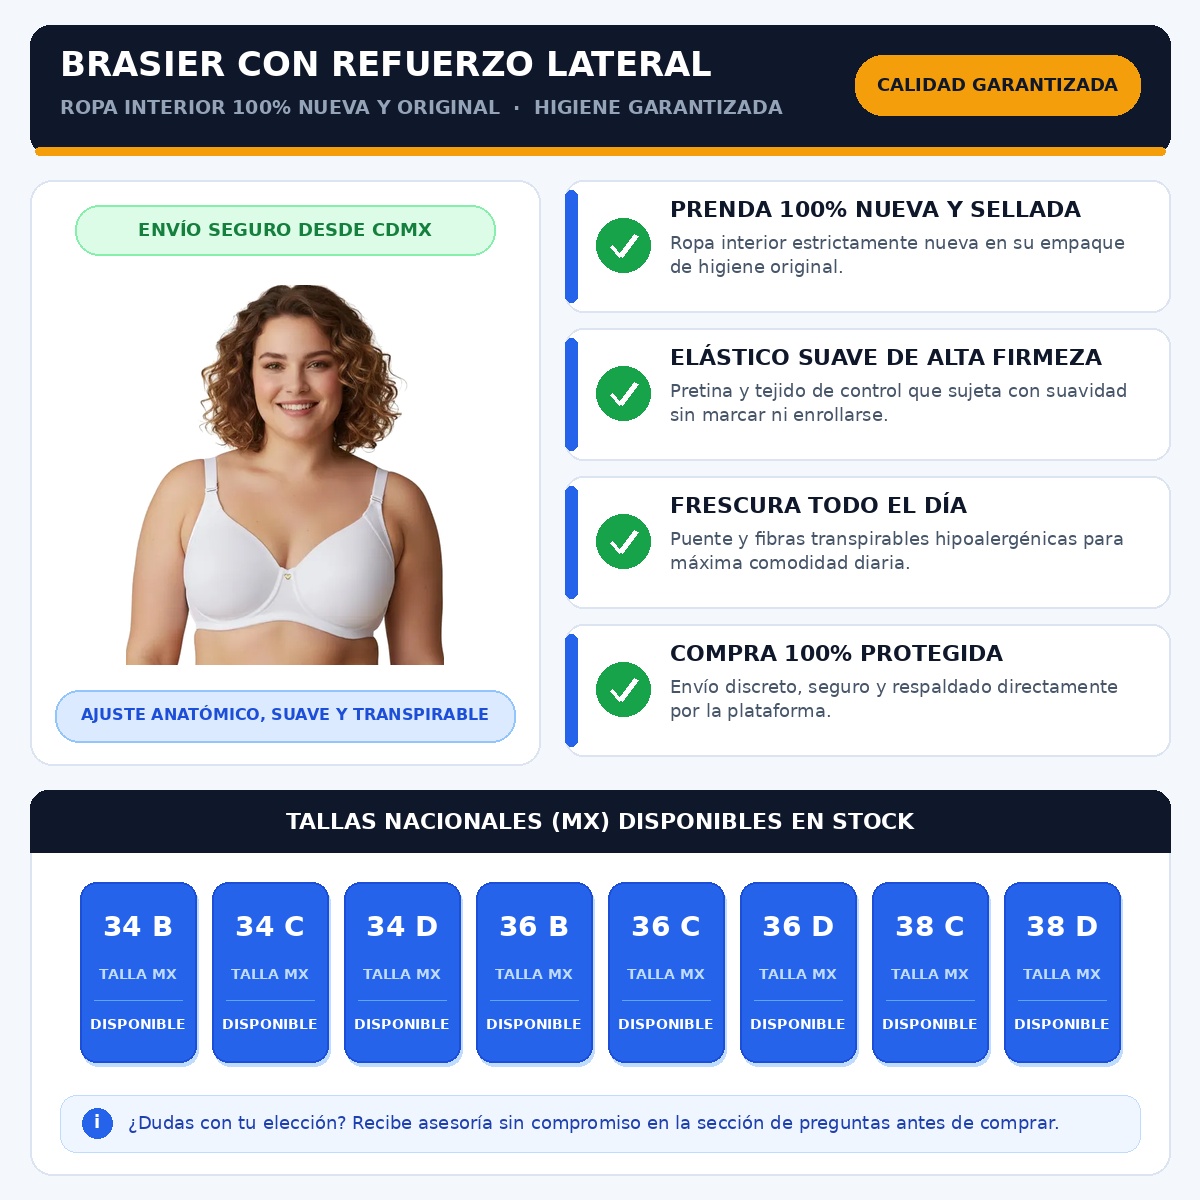 BRASIER CON REFUERZO LATERAL
ROPA INTERIOR 100% NUEVA Y ORIGINAL · HIGIENE GARANTIZADA
CALIDAD GARANTIZADA
ENVÍO SEGURO DESDE CDMX
AJUSTE ANATÓMICO, SUAVE Y TRANSPIRABLE
PRENDA 100% NUEVA Y SELLADA
Ropa interior estrictamente nueva en su empaque
de higiene original.
ELÁSTICO SUAVE DE ALTA FIRMEZA
Pretina y tejido de control que sujeta con suavidad
sin marcar ni enrollarse.
FRESCURA TODO EL DÍA
Puente y fibras transpirables hipoalergénicas para
máxima comodidad diaria.
COMPRA 100% PROTEGIDA
Envío discreto, seguro y respaldado directamente
por la plataforma.
TALLAS NACIONALES (MX) DISPONIBLES EN STOCK
34 B
TALLA MX
DISPONIBLE
34 C
TALLA MX
DISPONIBLE
34 D
TALLA MX
DISPONIBLE
36 B
TALLA MX
DISPONIBLE
36 C
TALLA MX
DISPONIBLE
36 D
TALLA MX
DISPONIBLE
38 C
TALLA MX
DISPONIBLE
38 D
TALLA MX
DISPONIBLE
i ¿Dudas con tu elección? Recibe asesoría sin compromiso en la sección de preguntas antes de comprar.